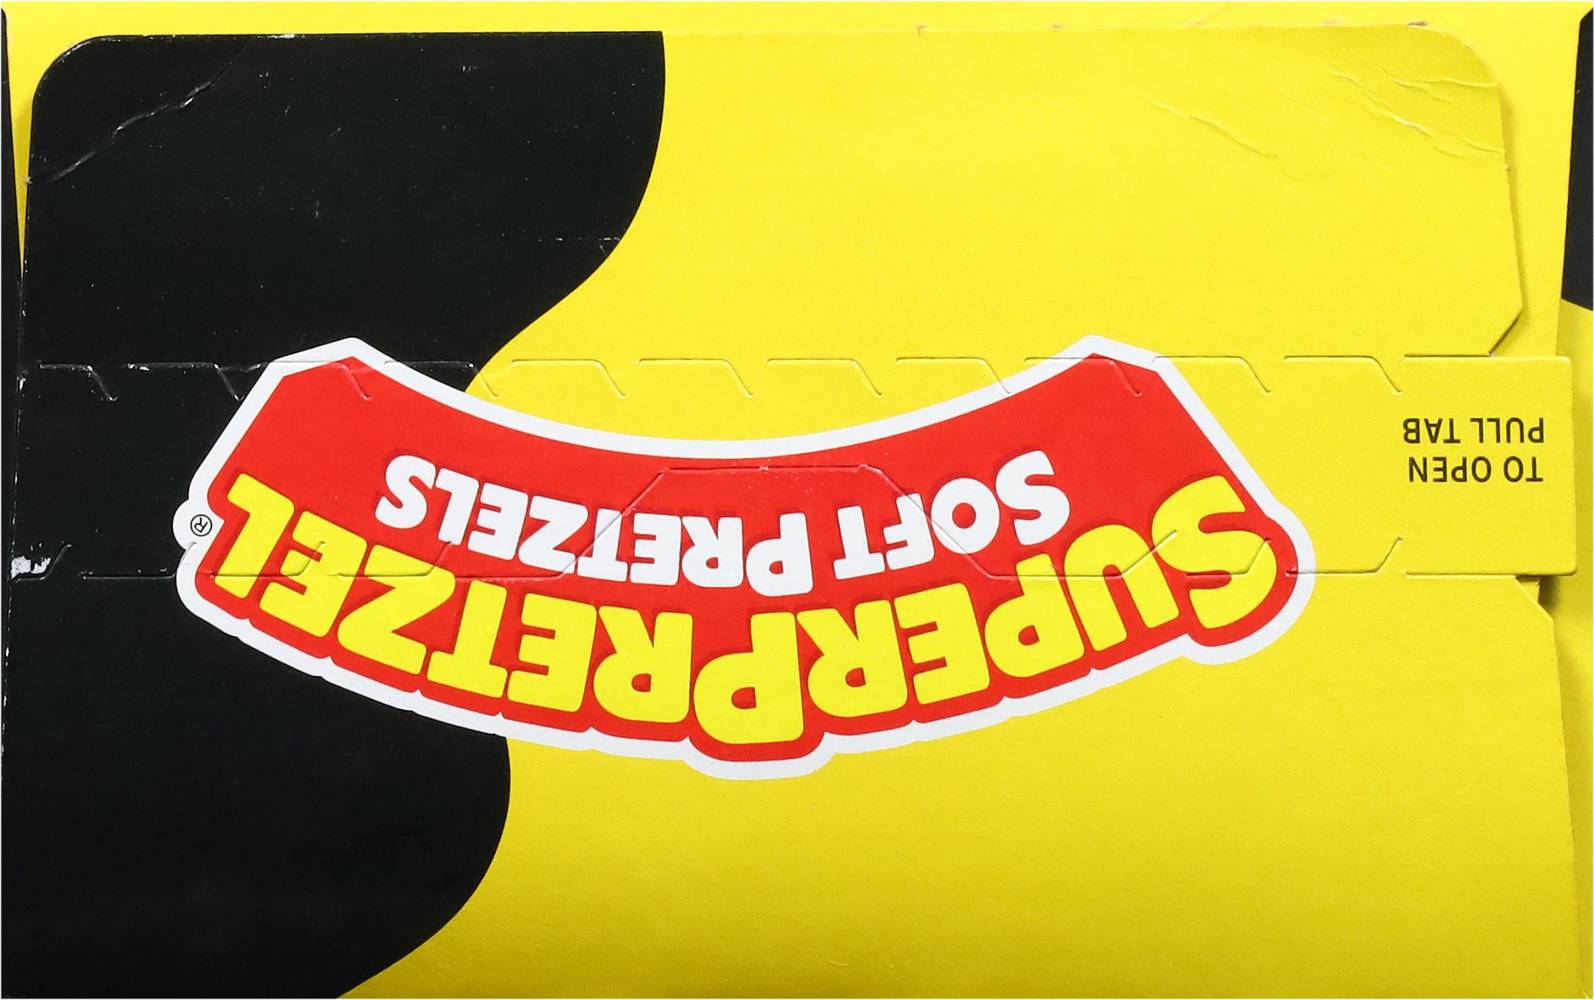 SUPERPRETZEL®
SOFT PRETZELS
TO OPEN
PULL TAB